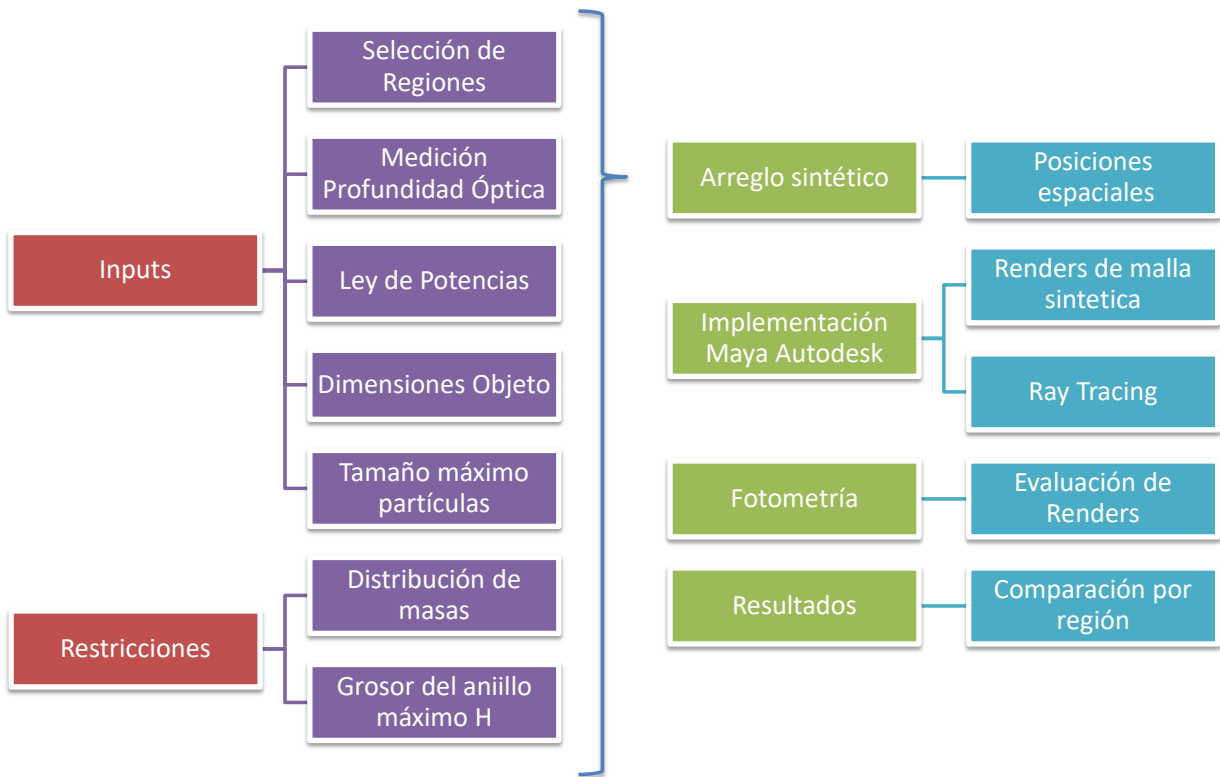 Inputs
Selección de
Regiones
Medición
Profundidad Óptica
Ley de Potencias
Dimensiones Objeto
Tamaño máximo
partículas
Restricciones
Distribución de
masas
Grosor del aniillo
máximo H
Arreglo sintético
Posiciones
espaciales
Implementación
Maya Autodesk
Renders de malla
sintetica
Ray Tracing
Fotometría
Evaluación de
Renders
Resultados
Comparación por
región